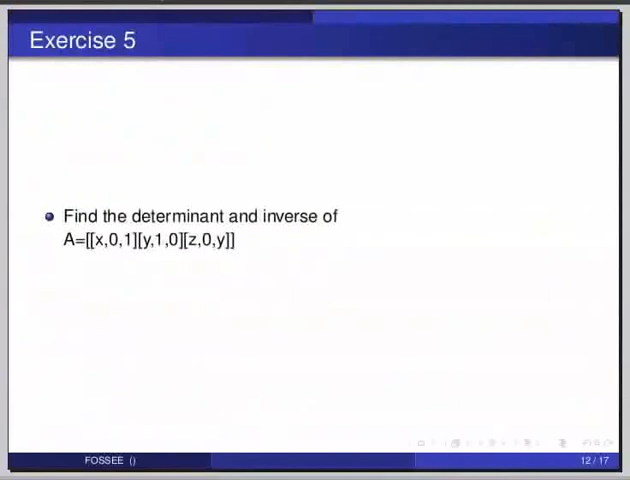 Exercise 5
Find the determinant and inverse of
A=[[x,0,1][y,1,0][z,0,y]]
FOSSEE ()
12 / 17